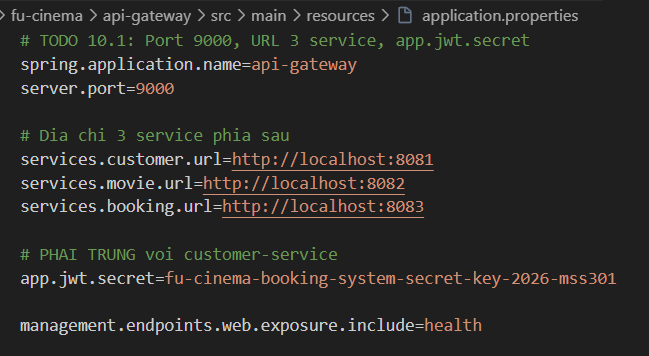 fu-cinema > api-gateway > src > main > resources > application.properties
# TODO 10.1: Port 9000, URL 3 service, app.jwt.secret
spring.application.name=api-gateway
server.port=9000
# Dia chi 3 service phia sau
services.customer.url=http://localhost:8081
services.movie.url=http://localhost:8082
services.booking.url=http://localhost:8083
# PHAI TRUNG voi customer-service
app.jwt.secret=fu-cinema-booking-system-secret-key-2026-mss301
management.endpoints.web.exposure.include=health